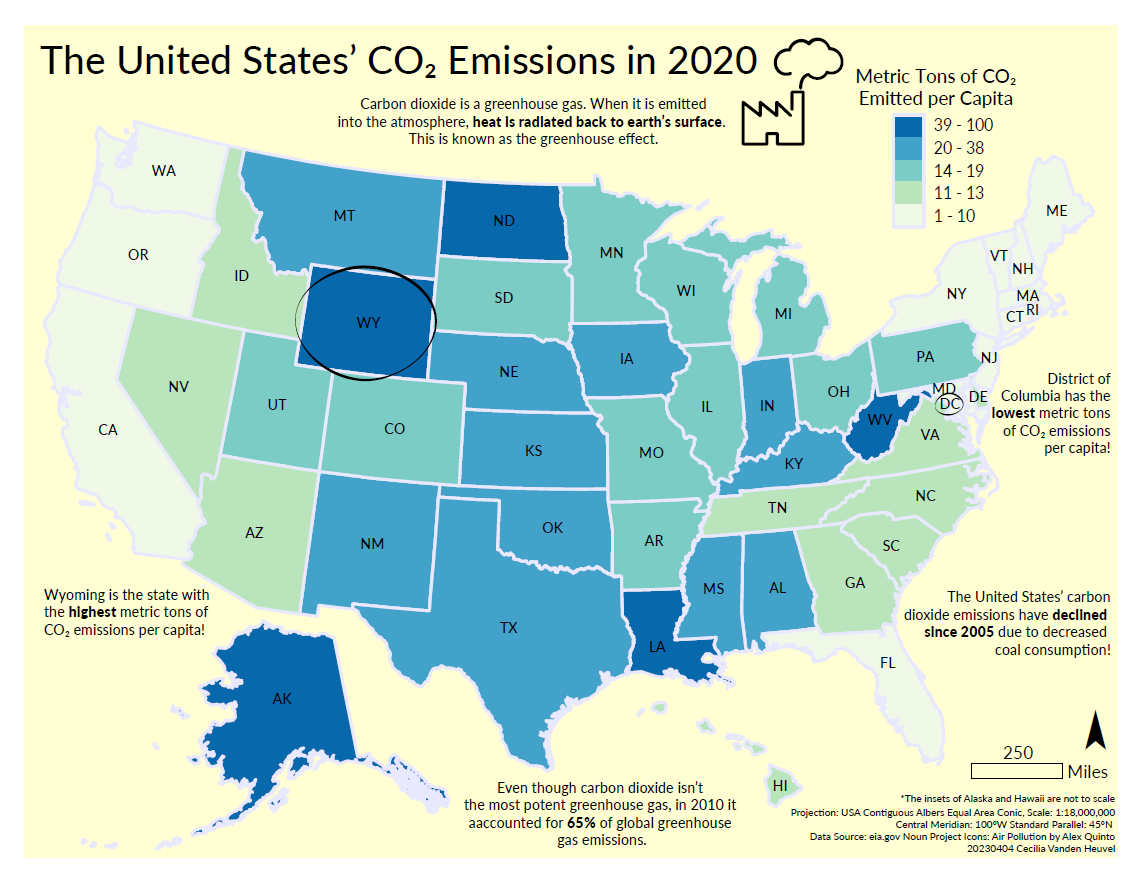 The United States’ CO₂ Emissions in 2020
Carbon dioxide is a greenhouse gas. When it is emitted
into the atmosphere, heat is radiated back to earth’s surface.
This is known as the greenhouse effect.
Metric Tons of CO₂
Emitted per Capita
39 - 100
20 - 38
14 - 19
11 - 13
1 - 10
WA
MT
ND
MN
ME
OR
ID
SD
WI
VT
NH
WY
MI
NY
MA
CT
RI
NV
UT
NE
IA
PA
NJ
CA
CO
KS
MO
IL
IN
OH
WV
MD
DC
DE
VA
KY
District of
Columbia has the
lowest metric tons
of CO₂ emissions
per capita!
AZ
NM
OK
AR
TN
NC
SC
TX
LA
MS
AL
GA
FL
Wyoming is the state with
the highest metric tons of
CO₂ emissions per capita!
The United States’ carbon
dioxide emissions have declined
since 2005 due to decreased
coal consumption!
AK
HI
Even though carbon dioxide isn’t
the most potent greenhouse gas, in 2010 it
aaccounted for 65% of global greenhouse
gas emissions.
250
Miles
*The insets of Alaska and Hawaii are not to scale
Projection: USA Contiguous Albers Equal Area Conic, Scale: 1:18,000,000
Central Meridian: 100°W Standard Parallel: 45°N
Data Source: eia.gov Noun Project Icons: Air Pollution by Alex Quinto
20230404 Cecilia Vanden Heuvel